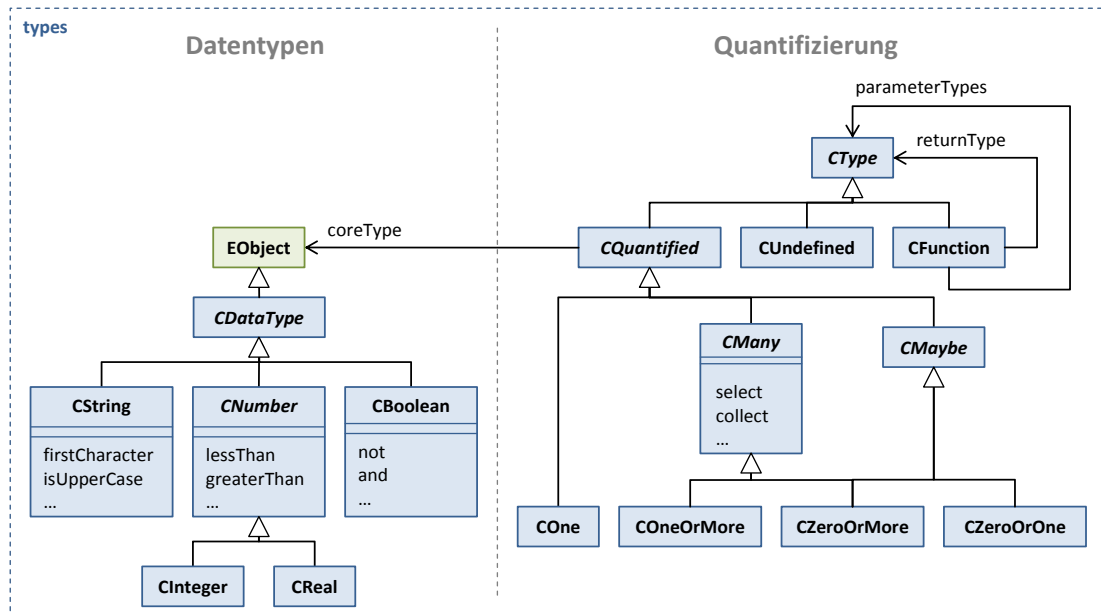 types
Datentypen
Quantifizierung
parameterTypes
CType
returnType
EObject
coreType
CQuantified
CUndefined
CFunction
CDataType
CMany
select
collect
...
CMaybe
CString
firstCharacter
isUpperCase
...
CNumber
lessThan
greaterThan
...
CBoolean
not
and
...
COne
COneOrMore
CZeroOrMore
CZeroOrOne
CInteger
CReal